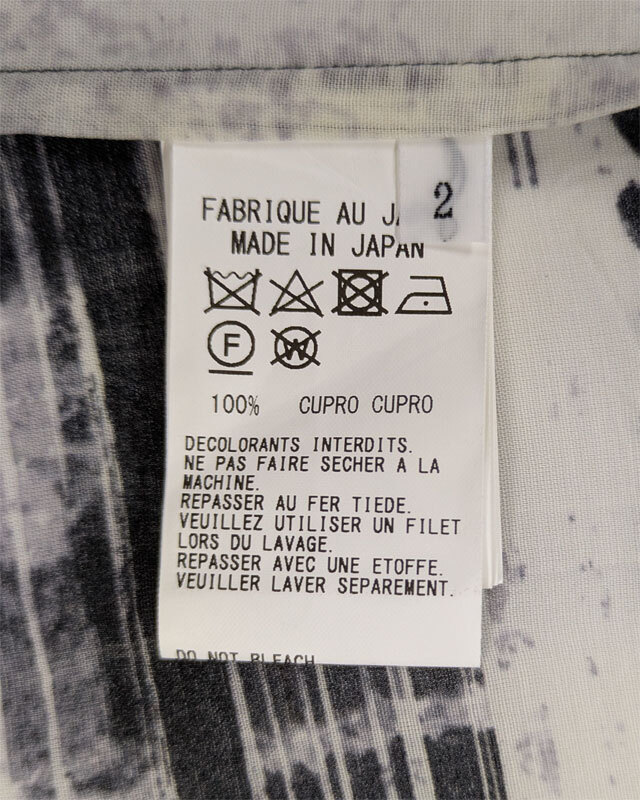 FABRIQUE AU
2
MADE IN JAPAN
F
W
100% CUPRO CUPRO
DECOLORANTS INTERDITS.
NE PAS FAIRE SECHER A LA
MACHINE.
REPASSER AU FER TIEDE.
VEUILLEZ UTILISER UN FILET
LORS DU LAVAGE.
REPASSER AVEC UNE ETOFFE.
VEUILLER LAVER SEPAREMENT.
DO NOT BLEACH